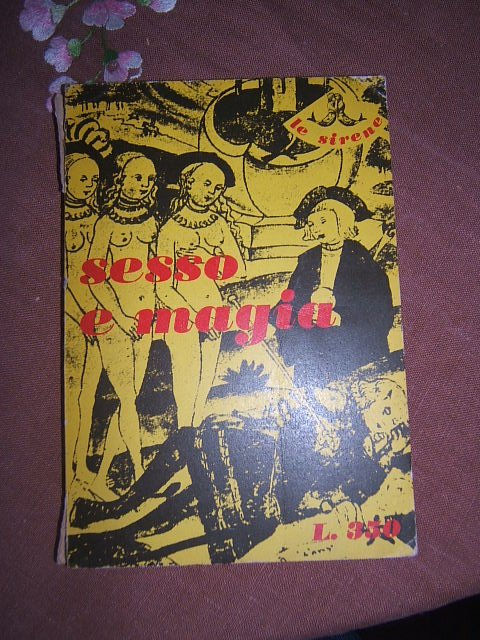 le sirene
sesso
e magia
L. 350